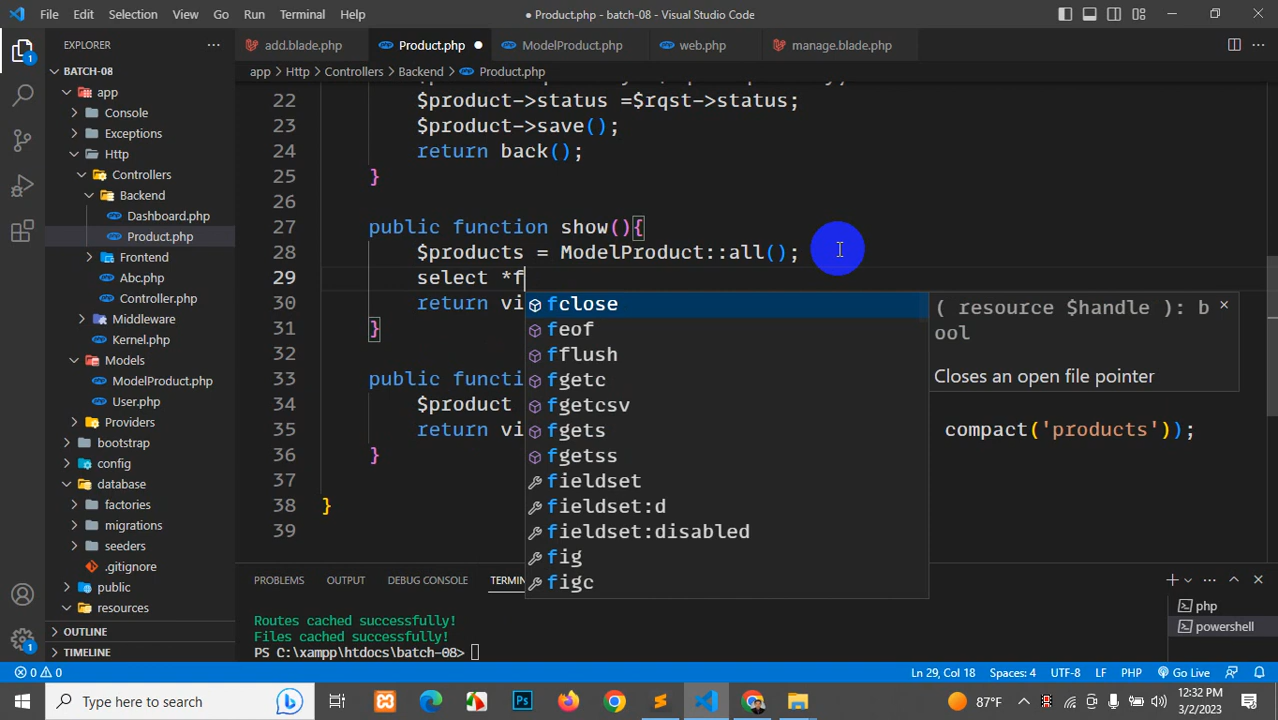 File Edit Selection View Go Run Terminal Help
● Product.php - batch-08 - Visual Studio Code
EXPLORER
add.blade.php
Product.php
ModelProduct.php
web.php
manage.blade.php
app > Http > Controllers > Backend > Product.php
BATCH-08
app
Console
Exceptions
Http
Controllers
Backend
Dashboard.php
Product.php
Frontend
Abc.php
Controller.php
Middleware
Kernel.php
Models
ModelProduct.php
User.php
Providers
bootstrap
config
database
factories
migrations
seeders
.gitignore
public
resources
OUTLINE
TIMELINE
22 $product->status =$rqst->status;
23 $product->save();
24 return back();
25 }
26
27 public function show(){
28 $products = ModelProduct::all();
29 select *f
30 return vi
31 }
32
33 public functi
34 $product
35 return vi compact('products'));
36 }
37
38 }
39
fclose
feof
fflush
fgetc
fgetcsv
fgets
fgetss
fieldset
fieldset:d
fieldset:disabled
fig
figc
( resource $handle ): b
ool
Closes an open file pointer
PROBLEMS OUTPUT DEBUG CONSOLE TERMIN
Routes cached successfully!
Files cached successfully!
PS C:\xampp\htdocs\batch-08>
php
powershell
1
1
0 0 Ln 29, Col 18 Spaces: 4 UTF-8 LF PHP Go Live
Type here to search
87°F
12:32 PM
3/2/2023